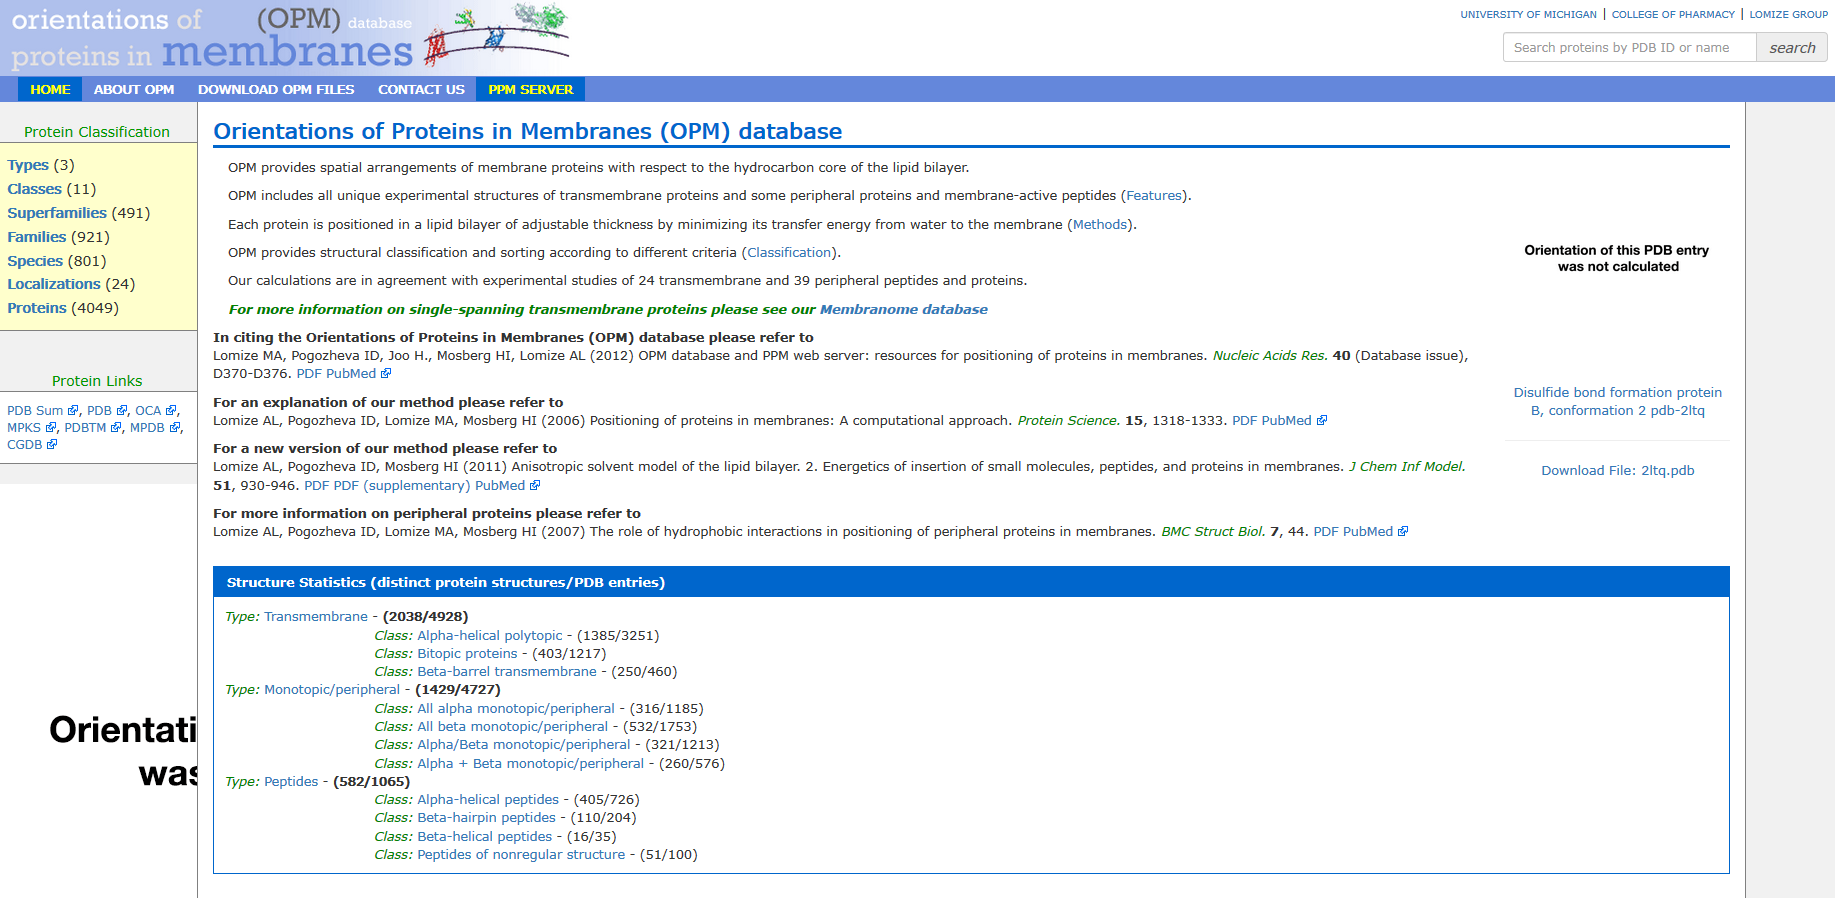 orientations of (OPM) database
proteins in membranes
UNIVERSITY OF MICHIGAN | COLLEGE OF PHARMACY | LOMIZE GROUP
Search proteins by PDB ID or name search
HOME ABOUT OPM DOWNLOAD OPM FILES CONTACT US PPM SERVER
Protein Classification
Types (3)
Classes (11)
Superfamilies (491)
Families (921)
Species (801)
Localizations (24)
Proteins (4049)
Protein Links
PDB Sum, PDB, OCA,
MPKS, PDBTM, MPDB,
CGDB
Orientati
was
Orientations of Proteins in Membranes (OPM) database
OPM provides spatial arrangements of membrane proteins with respect to the hydrocarbon core of the lipid bilayer.
OPM includes all unique experimental structures of transmembrane proteins and some peripheral proteins and membrane-active peptides (Features).
Each protein is positioned in a lipid bilayer of adjustable thickness by minimizing its transfer energy from water to the membrane (Methods).
OPM provides structural classification and sorting according to different criteria (Classification).
Our calculations are in agreement with experimental studies of 24 transmembrane and 39 peripheral peptides and proteins.
For more information on single-spanning transmembrane proteins please see our Membranome database
In citing the Orientations of Proteins in Membranes (OPM) database please refer to
Lomize MA, Pogozheva ID, Joo H., Mosberg HI, Lomize AL (2012) OPM database and PPM web server: resources for positioning of proteins in membranes. Nucleic Acids Res. 40 (Database issue),
D370-D376. PDF PubMed
For an explanation of our method please refer to
Lomize AL, Pogozheva ID, Lomize MA, Mosberg HI (2006) Positioning of proteins in membranes: A computational approach. Protein Science. 15, 1318-1333. PDF PubMed
For a new version of our method please refer to
Lomize AL, Pogozheva ID, Mosberg HI (2011) Anisotropic solvent model of the lipid bilayer. 2. Energetics of insertion of small molecules, peptides, and proteins in membranes. J Chem Inf Model.
51, 930-946. PDF PDF (supplementary) PubMed
For more information on peripheral proteins please refer to
Lomize AL, Pogozheva ID, Lomize MA, Mosberg HI (2007) The role of hydrophobic interactions in positioning of peripheral proteins in membranes. BMC Struct Biol. 7, 44. PDF PubMed
Orientation of this PDB entry
was not calculated
Disulfide bond formation protein
B, conformation 2 pdb-2ltq
Download File: 2ltq.pdb
Structure Statistics (distinct protein structures/PDB entries)
Type: Transmembrane - (2038/4928)
Class: Alpha-helical polytopic - (1385/3251)
Class: Bitopic proteins - (403/1217)
Class: Beta-barrel transmembrane - (250/460)
Type: Monotopic/peripheral - (1429/4727)
Class: All alpha monotopic/peripheral - (316/1185)
Class: All beta monotopic/peripheral - (532/1753)
Class: Alpha/Beta monotopic/peripheral - (321/1213)
Class: Alpha + Beta monotopic/peripheral - (260/576)
Type: Peptides - (582/1065)
Class: Alpha-helical peptides - (405/726)
Class: Beta-hairpin peptides - (110/204)
Class: Beta-helical peptides - (16/35)
Class: Peptides of nonregular structure - (51/100)